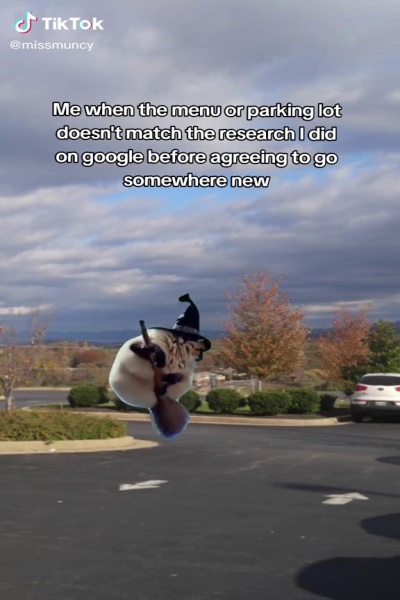 TikTok
@missmuncy
Me when the menu or parking lot
doesn't match the research I did
on google before agreeing to go
somewhere new